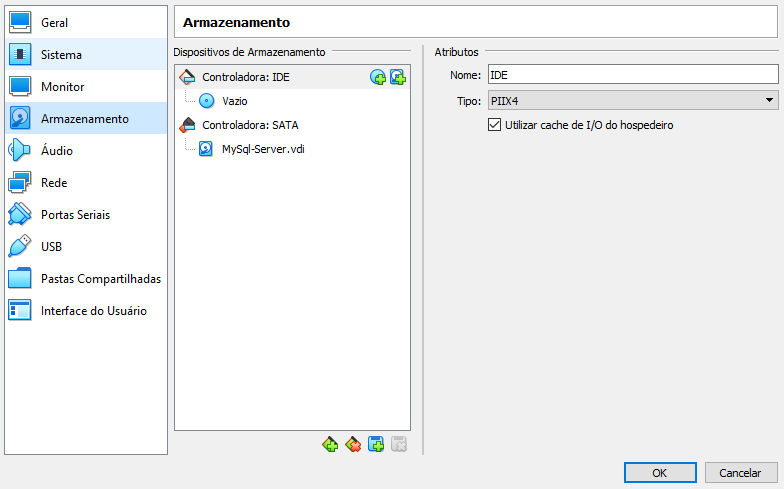 Geral
Sistema
Monitor
Armazenamento
Áudio
Rede
Portas Seriais
USB
Pastas Compartilhadas
Interface do Usuário
Armazenamento
Dispositivos de Armazenamento
Controladora: IDE
Vazio
Controladora: SATA
MySql-Server.vdi
Atributos
Nome: IDE
Tipo: PIIX4
Utilizar cache de I/O do hospedeiro
OK
Cancelar